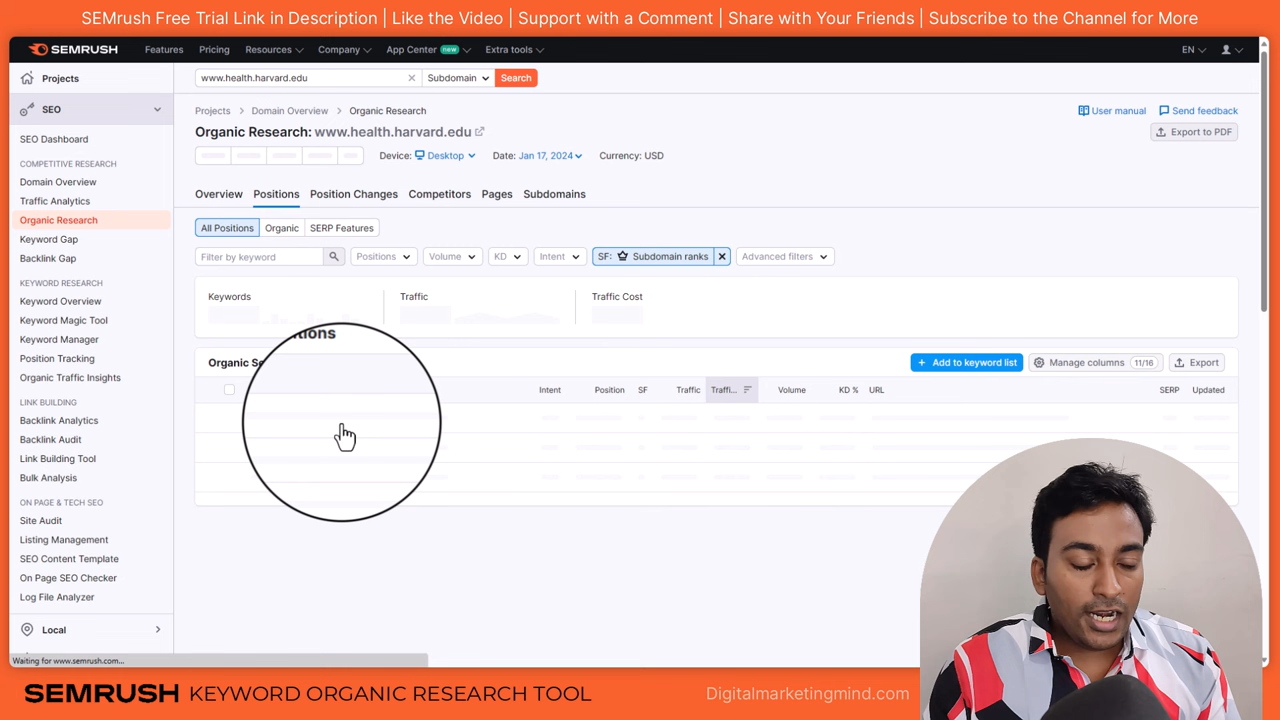 SEMrush Free Trial Link in Description | Like the Video | Support with a Comment | Share with Your Friends | Subscribe to the Channel for More
SEMRUSH Features Pricing Resources Company App Center new Extra tools EN
Projects
www.health.harvard.edu Subdomain Search
SEO
Projects > Domain Overview > Organic Research
User manual Send feedback
Organic Research: www.health.harvard.edu
Export to PDF
Device: Desktop Date: Jan 17, 2024 Currency: USD
Overview Positions Position Changes Competitors Pages Subdomains
All Positions Organic SERP Features
Filter by keyword Positions Volume KD Intent SF: Subdomain ranks Advanced filters
Keywords Traffic Traffic Cost
Organic Se
+ Add to keyword list Manage columns 11/16 Export
Intent Position SF Traffic Traffi... Volume KD % URL SERP Updated
SEO Dashboard
COMPETITIVE RESEARCH
Domain Overview
Traffic Analytics
Organic Research
Keyword Gap
Backlink Gap
KEYWORD RESEARCH
Keyword Overview
Keyword Magic Tool
Keyword Manager
Position Tracking
Organic Traffic Insights
LINK BUILDING
Backlink Analytics
Backlink Audit
Link Building Tool
Bulk Analysis
ON PAGE & TECH SEO
Site Audit
Listing Management
SEO Content Template
On Page SEO Checker
Log File Analyzer
Local
Waiting for www.semrush.com...
SEMRUSH KEYWORD ORGANIC RESEARCH TOOL
Digitalmarketingmind.com